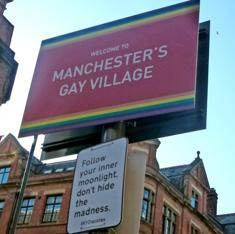 WELCOME TO
MANCHESTER'S
GAY VILLAGE
Follow
your inner
moonlight,
don't hide
the
madness.